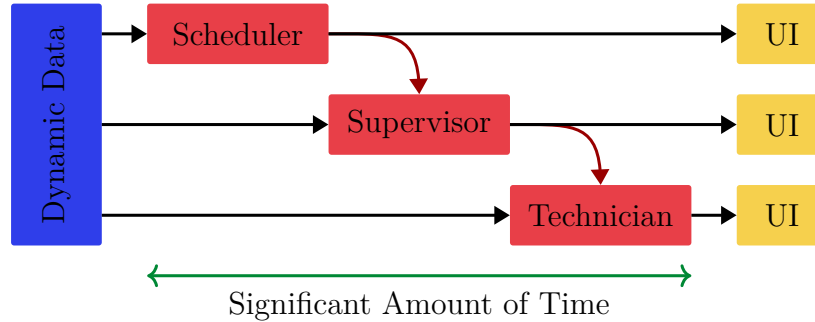 Dynamic Data
Scheduler
UI
Supervisor
UI
Technician
UI
Significant Amount of Time